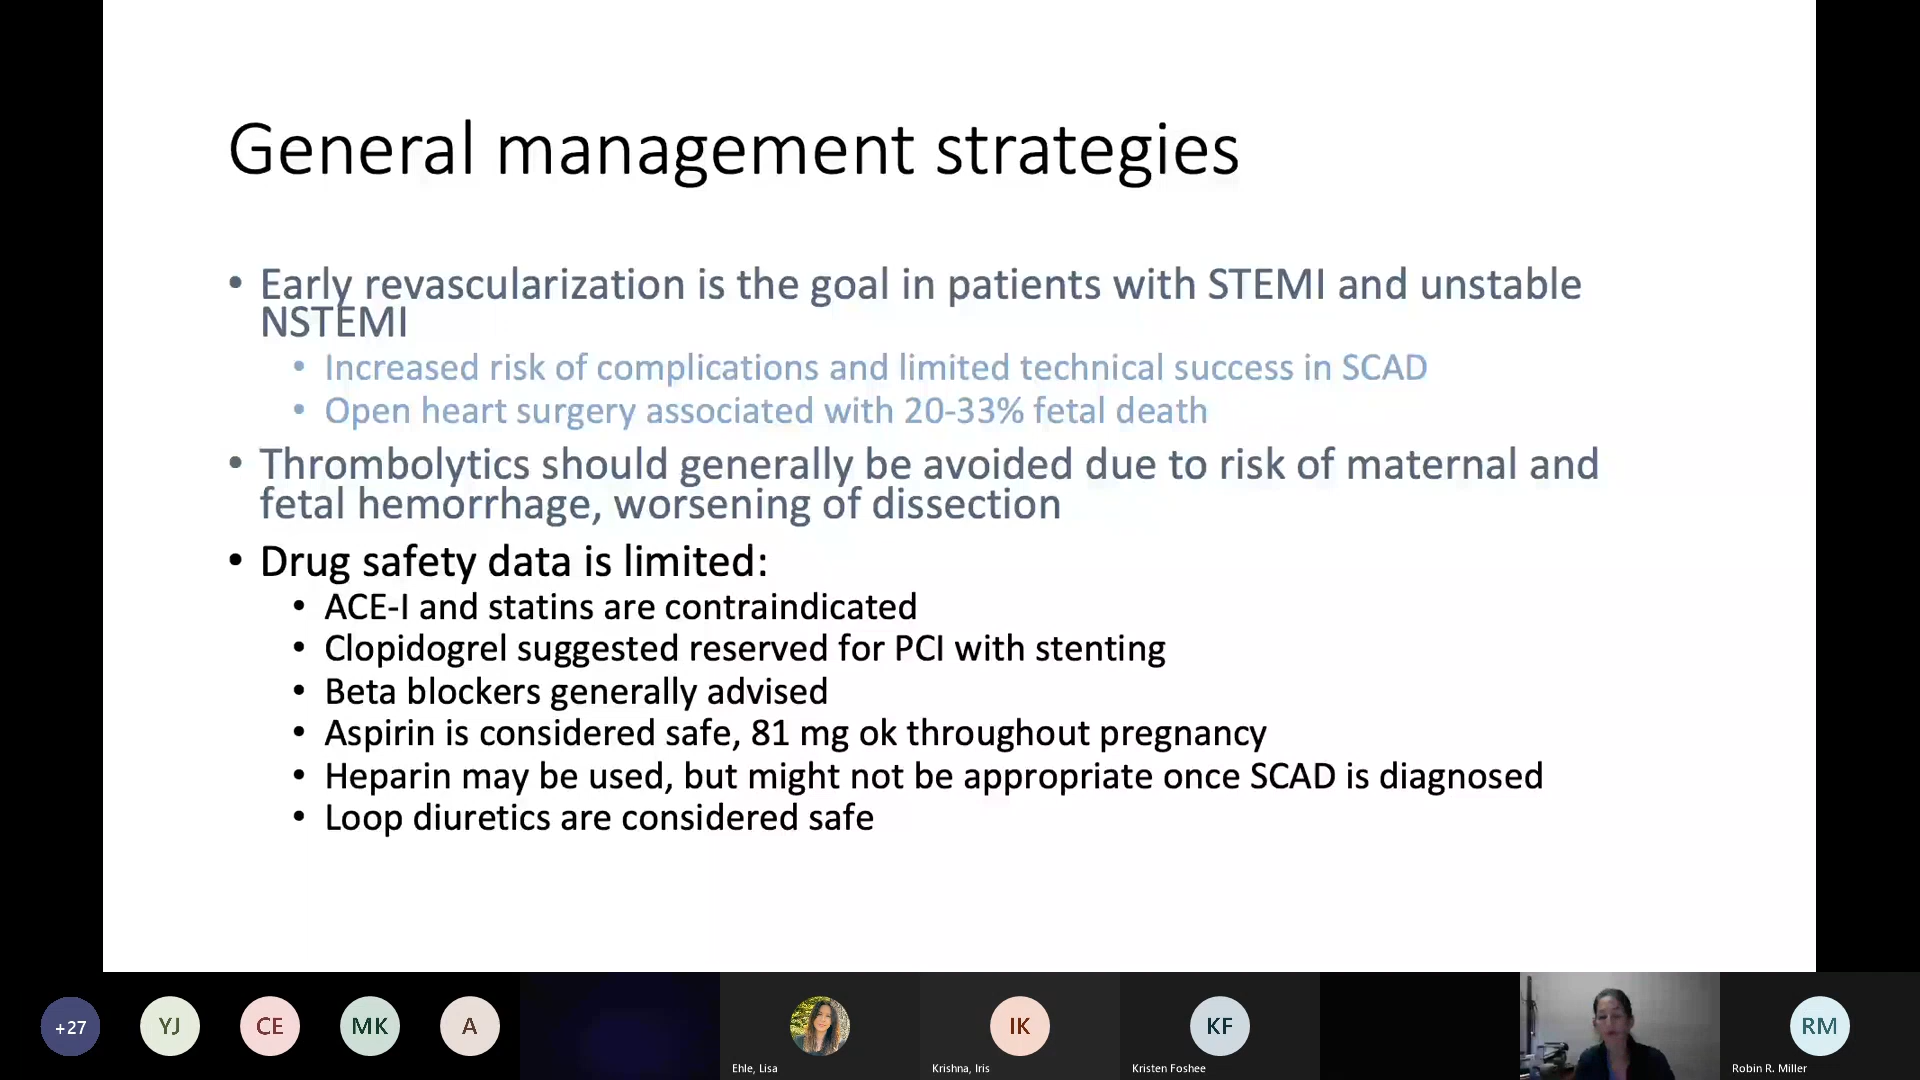 General management strategies
• Early revascularization is the goal in patients with STEMI and unstable
NSTEMI
• Increased risk of complications and limited technical success in SCAD
• Open heart surgery associated with 20-33% fetal death
• Thrombolytics should generally be avoided due to risk of maternal and
fetal hemorrhage, worsening of dissection
• Drug safety data is limited:
• ACE-I and statins are contraindicated
• Clopidogrel suggested reserved for PCI with stenting
• Beta blockers generally advised
• Aspirin is considered safe, 81 mg ok throughout pregnancy
• Heparin may be used, but might not be appropriate once SCAD is diagnosed
• Loop diuretics are considered safe
+27 YJ CE MK A IK KF RM
Ehle, Lisa Krishna, Iris Kristen Foshee Robin R. Miller